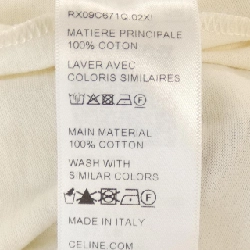 RX09C671Q 02XI
MATIERE PRINCIPALE
100% COTON
LAVER AVEC
COLORIS SIMILAIRES
MAIN MATERIAL
100% COTTON
WASH WITH
SIMILAR COLORS
MADE IN ITALY
CELINE.COM